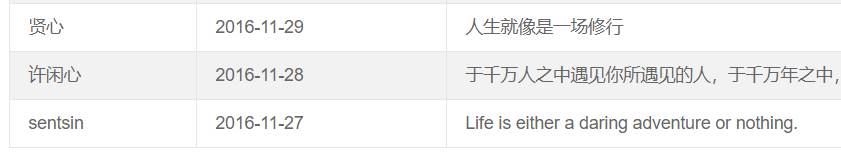 贤心 2016-11-29 人生就像是一场修行
许闲心 2016-11-28 于千万人之中遇见你所遇见的人，于千万年之中，
sentsin 2016-11-27 Life is either a daring adventure or nothing.